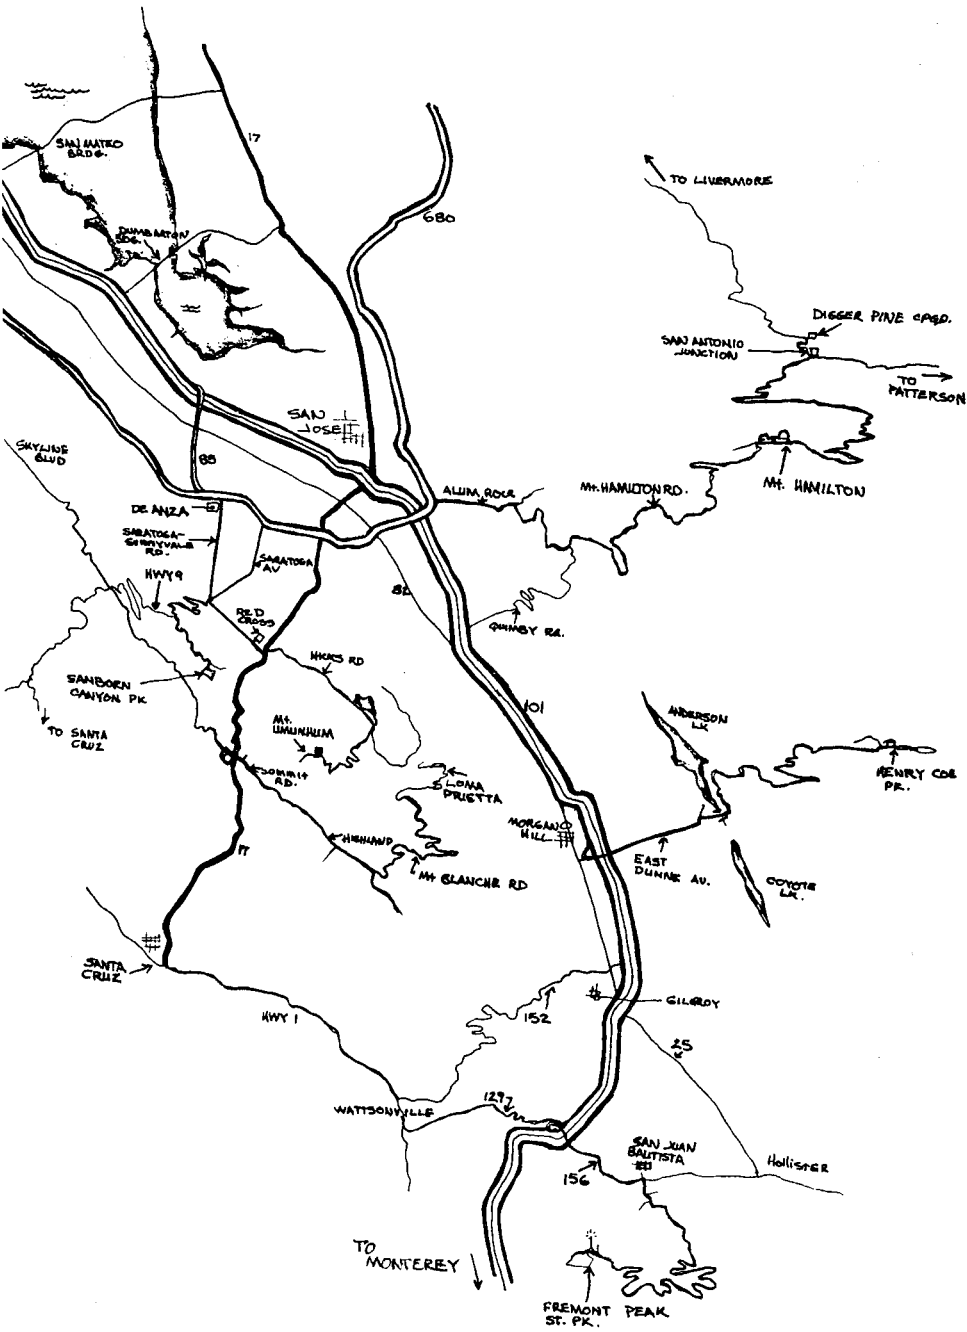 SAN MATEO
BRDG.
17
TO LIVERMORE
680
DUMBARTON
BDG.
DIGGER PINE CPGD.
SAN ANTONIO
JUNCTION
TO
PATTERSON
SAN
JOSE
SKYLINE
BLVD
85
ALUM ROCK
Mt. HAMILTON RD.
Mt. HAMILTON
DE ANZA
SARATOGA-
SUNNYVALE
RD.
SARATOGA
AV
HWY 9
82
RED
CROSS
QUIMBY RD.
HICKS RD
SANBORN
CANYON PK
101
ANDERSON
LK
TO SANTA
CRUZ
Mt.
UMUNHUM
HENRY COE
PK.
SUMMIT
RD.
LOMA
PRIETTA
MORGAN
HILL
HIGHLAND
17
EAST
DUNNE AV.
Mt BLANCHE RD
COYOTE
LK.
SANTA
CRUZ
GILROY
152
HWY 1
25
129
WATTSONVILLE
SAN JUAN
BAUTISTA
Hollister
156
TO
MONTEREY
FREMONT PEAK
ST. PK.